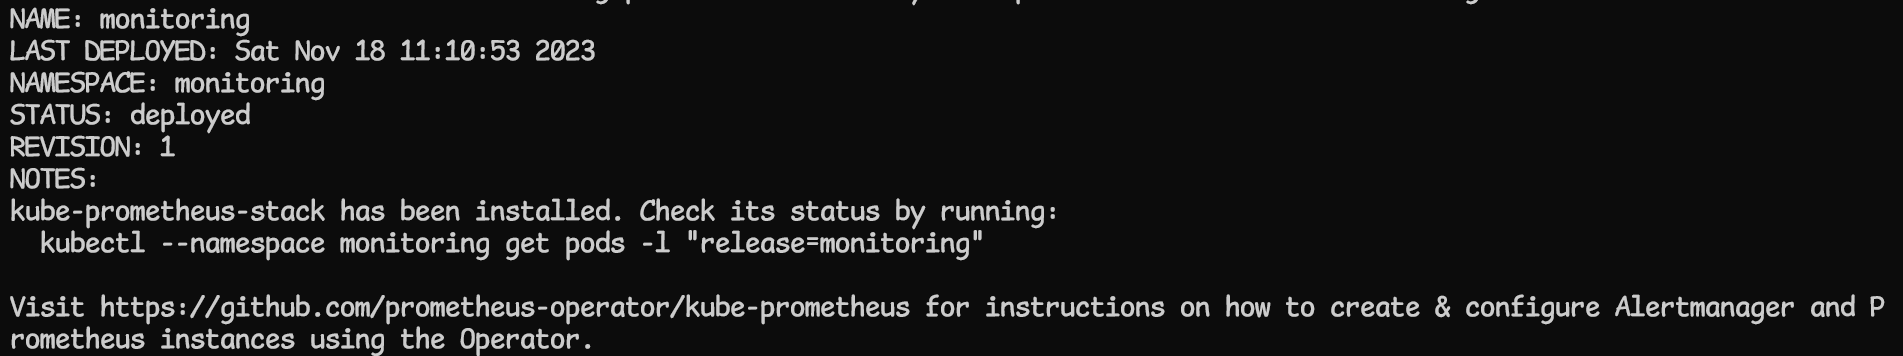 NAME: monitoring
LAST DEPLOYED: Sat Nov 18 11:10:53 2023
NAMESPACE: monitoring
STATUS: deployed
REVISION: 1
NOTES:
kube-prometheus-stack has been installed. Check its status by running:
  kubectl --namespace monitoring get pods -l "release=monitoring"

Visit https://github.com/prometheus-operator/kube-prometheus for instructions on how to create & configure Alertmanager and P
rometheus instances using the Operator.